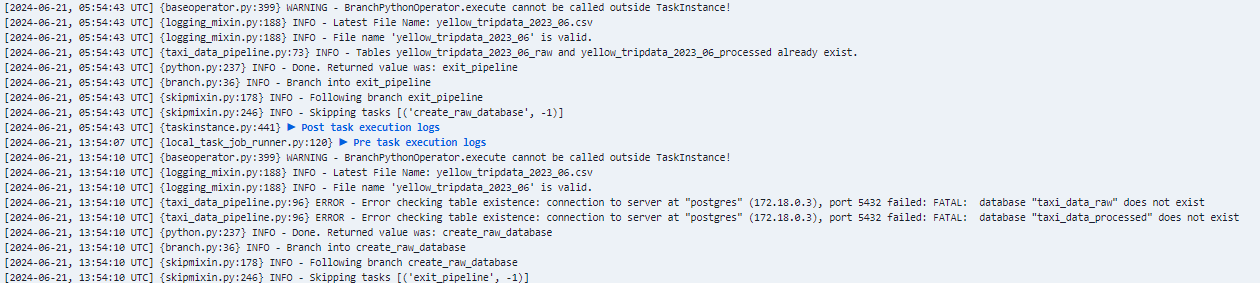 [2024-06-21, 05:54:43 UTC] {baseoperator.py:399} WARNING - BranchPythonOperator.execute cannot be called outside TaskInstance!
[2024-06-21, 05:54:43 UTC] {logging_mixin.py:188} INFO - Latest File Name: yellow_tripdata_2023_06.csv
[2024-06-21, 05:54:43 UTC] {logging_mixin.py:188} INFO - File name 'yellow_tripdata_2023_06' is valid.
[2024-06-21, 05:54:43 UTC] {taxi_data_pipeline.py:73} INFO - Tables yellow_tripdata_2023_06_raw and yellow_tripdata_2023_06_processed already exist.
[2024-06-21, 05:54:43 UTC] {python.py:237} INFO - Done. Returned value was: exit_pipeline
[2024-06-21, 05:54:43 UTC] {branch.py:36} INFO - Branch into exit_pipeline
[2024-06-21, 05:54:43 UTC] {skipmixin.py:178} INFO - Following branch exit_pipeline
[2024-06-21, 05:54:43 UTC] {skipmixin.py:246} INFO - Skipping tasks [('create_raw_database', -1)]
[2024-06-21, 05:54:43 UTC] {taskinstance.py:441} ▶ Post task execution logs
[2024-06-21, 13:54:07 UTC] {local_task_job_runner.py:120} ▶ Pre task execution logs
[2024-06-21, 13:54:10 UTC] {baseoperator.py:399} WARNING - BranchPythonOperator.execute cannot be called outside TaskInstance!
[2024-06-21, 13:54:10 UTC] {logging_mixin.py:188} INFO - Latest File Name: yellow_tripdata_2023_06.csv
[2024-06-21, 13:54:10 UTC] {logging_mixin.py:188} INFO - File name 'yellow_tripdata_2023_06' is valid.
[2024-06-21, 13:54:10 UTC] {taxi_data_pipeline.py:96} ERROR - Error checking table existence: connection to server at "postgres" (172.18.0.3), port 5432 failed: FATAL:  database "taxi_data_raw" does not exist
[2024-06-21, 13:54:10 UTC] {taxi_data_pipeline.py:96} ERROR - Error checking table existence: connection to server at "postgres" (172.18.0.3), port 5432 failed: FATAL:  database "taxi_data_processed" does not exist
[2024-06-21, 13:54:10 UTC] {python.py:237} INFO - Done. Returned value was: create_raw_database
[2024-06-21, 13:54:10 UTC] {branch.py:36} INFO - Branch into create_raw_database
[2024-06-21, 13:54:10 UTC] {skipmixin.py:178} INFO - Following branch create_raw_database
[2024-06-21, 13:54:10 UTC] {skipmixin.py:246} INFO - Skipping tasks [('exit_pipeline', -1)]